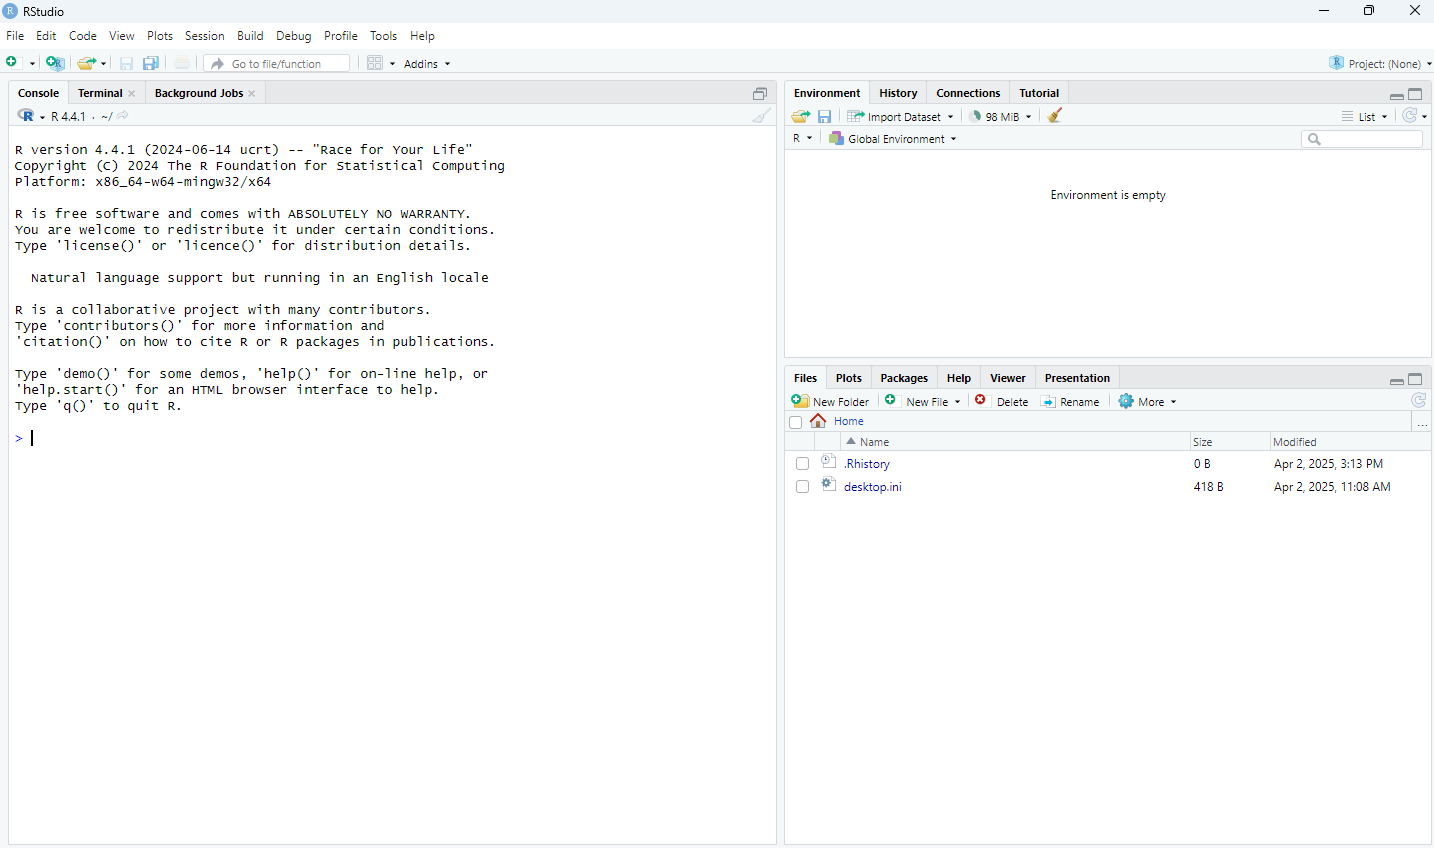 RStudio
File Edit Code View Plots Session Build Debug Profile Tools Help
Go to file/function Addins Project: (None)
Console Terminal Background Jobs
R 4.4.1 · ~/
R version 4.4.1 (2024-06-14 ucrt) -- "Race for Your Life"
Copyright (C) 2024 The R Foundation for Statistical Computing
Platform: x86_64-w64-mingw32/x64
R is free software and comes with ABSOLUTELY NO WARRANTY.
You are welcome to redistribute it under certain conditions.
Type 'license()' or 'licence()' for distribution details.
Natural language support but running in an English locale
R is a collaborative project with many contributors.
Type 'contributors()' for more information and
'citation()' on how to cite R or R packages in publications.
Type 'demo()' for some demos, 'help()' for on-line help, or
'help.start()' for an HTML browser interface to help.
Type 'q()' to quit R.
>
Environment History Connections Tutorial
Import Dataset 98 MiB List
R Global Environment
Environment is empty
Files Plots Packages Help Viewer Presentation
New Folder New File Delete Rename More
Home ...
Name Size Modified
.Rhistory 0 B Apr 2, 2025, 3:13 PM
desktop.ini 418 B Apr 2, 2025, 11:08 AM